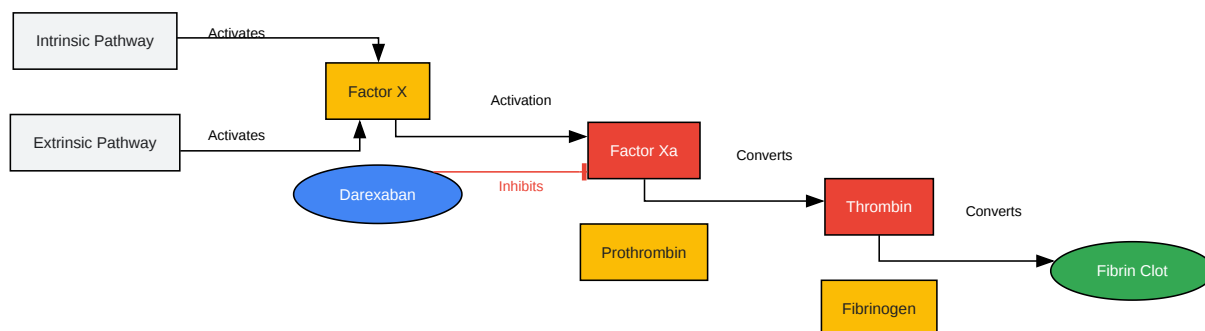 Intrinsic Pathway
Activates
Factor X
Activation
Extrinsic Pathway
Activates
Factor Xa
Converts
Darexaban
Inhibits
Thrombin
Converts
Prothrombin
Fibrin Clot
Fibrinogen